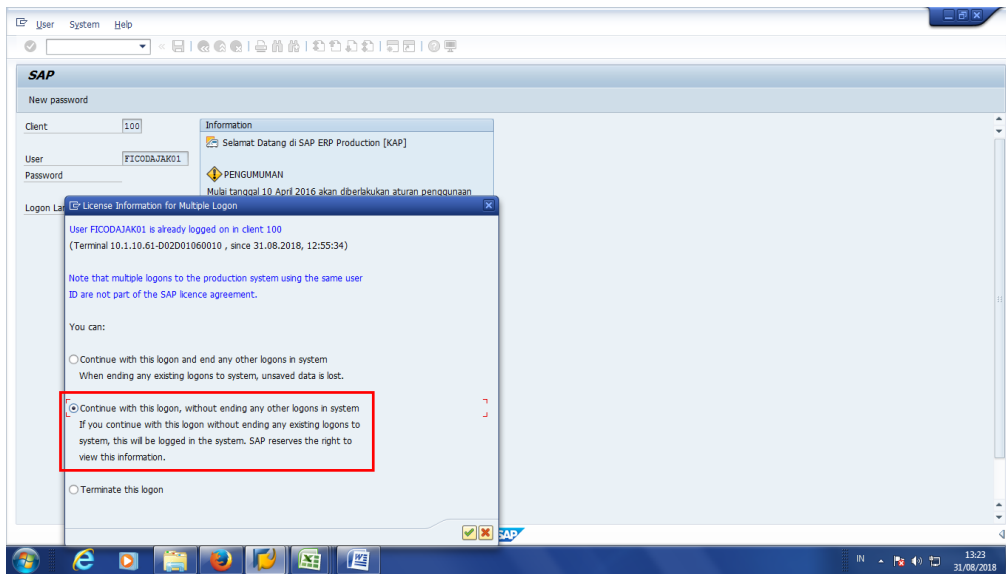 User System Help
SAP
New password
Client 100
Information
Selamat Datang di SAP ERP Production [KAP]
User FICODAJAK01
Password
PENGUMUMAN
Mulai tanggal 10 April 2016 akan diberlakukan aturan penggunaan
Logon La
License Information for Multiple Logon
User FICODAJAK01 is already logged on in client 100
(Terminal 10.1.10.61-D02D01060010 , since 31.08.2018, 12:55:34)
Note that multiple logons to the production system using the same user
ID are not part of the SAP licence agreement.
You can:
Continue with this logon and end any other logons in system
When ending any existing logons to system, unsaved data is lost.
Continue with this logon, without ending any other logons in system
If you continue with this logon without ending any existing logons to
system, this will be logged in the system. SAP reserves the right to
view this information.
Terminate this logon
SAP
IN
13:23
31/08/2018